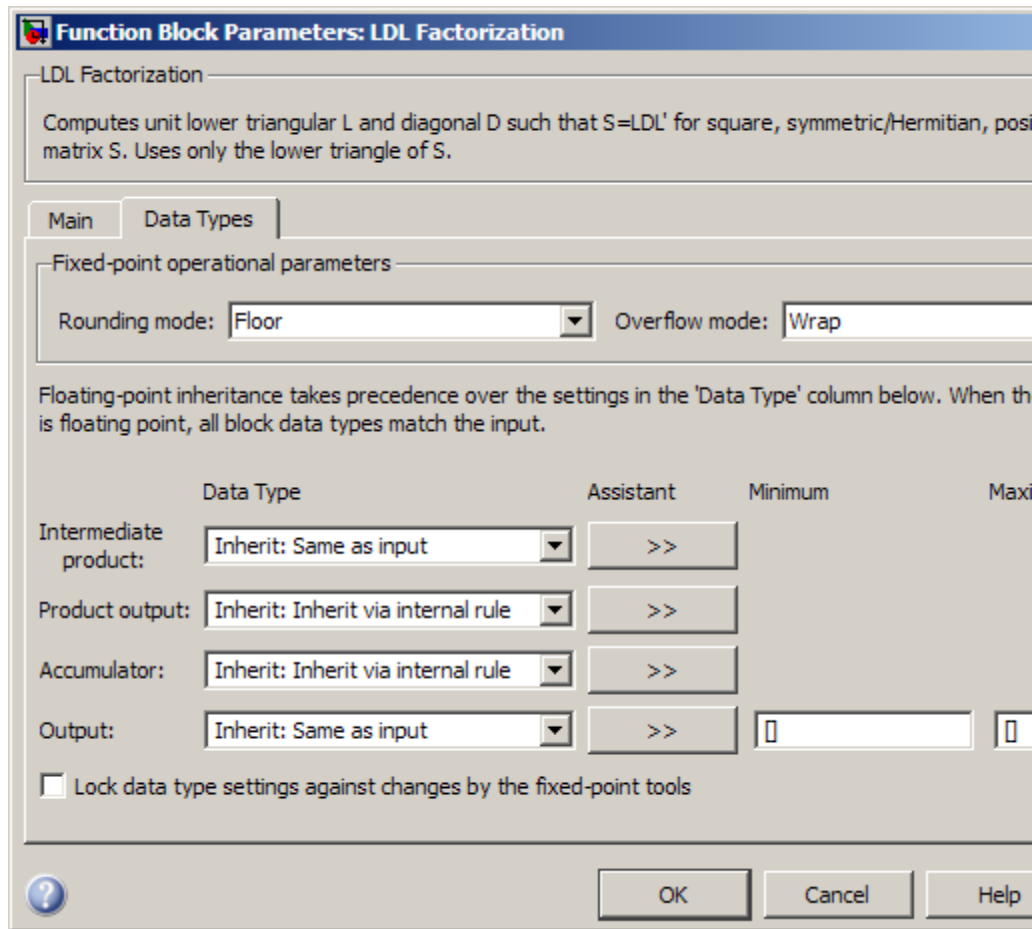 Function Block Parameters: LDL Factorization
LDL Factorization
Computes unit lower triangular L and diagonal D such that S=LDL' for square, symmetric/Hermitian, posi
matrix S. Uses only the lower triangle of S.
Main Data Types
Fixed-point operational parameters
Rounding mode: Floor Overflow mode: Wrap
Floating-point inheritance takes precedence over the settings in the 'Data Type' column below. When th
is floating point, all block data types match the input.
Data Type Assistant Minimum Maxi
Intermediate
product: Inherit: Same as input >>
Product output: Inherit: Inherit via internal rule >>
Accumulator: Inherit: Inherit via internal rule >>
Output: Inherit: Same as input >> [] []
Lock data type settings against changes by the fixed-point tools
? OK Cancel Help